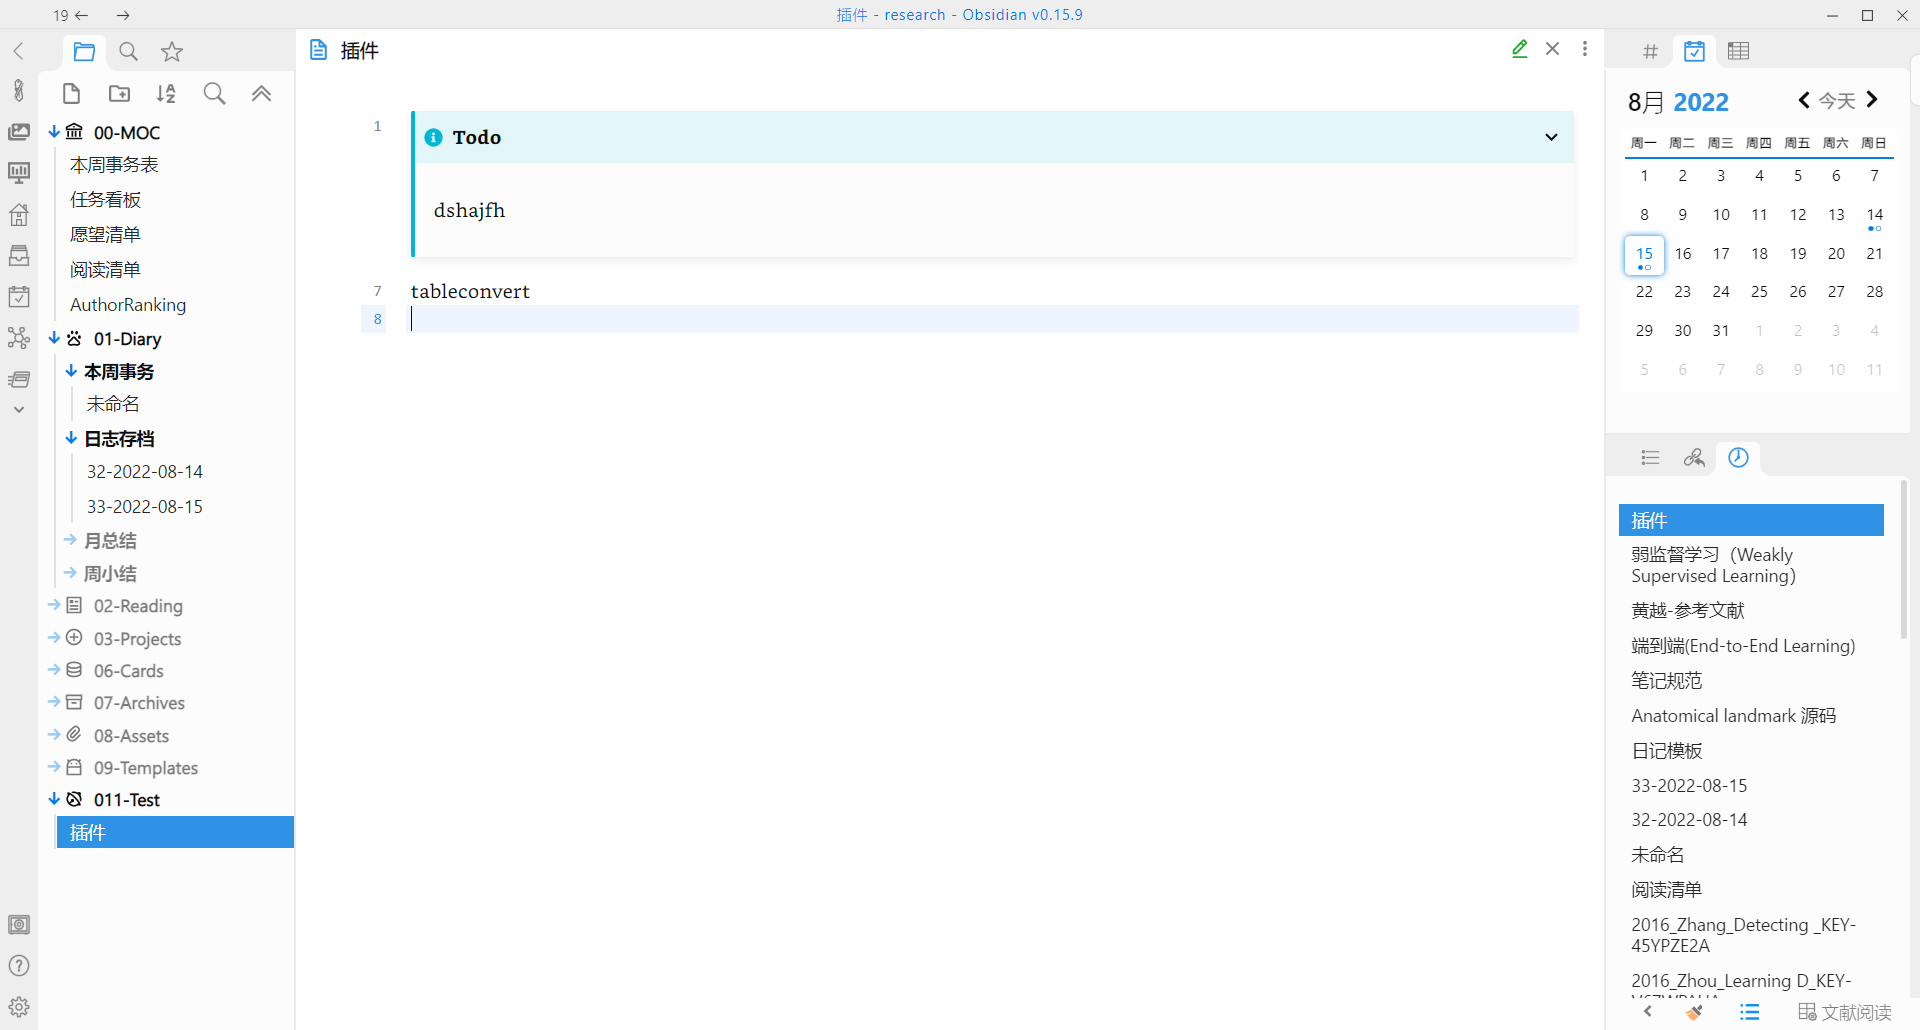 19
插件 - research - Obsidian v0.15.9
00-MOC
本周事务表
任务看板
愿望清单
阅读清单
AuthorRanking
01-Diary
本周事务
未命名
日志存档
32-2022-08-14
33-2022-08-15
月总结
周小结
02-Reading
03-Projects
06-Cards
07-Archives
08-Assets
09-Templates
011-Test
插件
插件
1
Todo
dshajfh
7
tableconvert
8
8月 2022
今天
周一 周二 周三 周四 周五 周六 周日
1 2 3 4 5 6 7
8 9 10 11 12 13 14
15 16 17 18 19 20 21
22 23 24 25 26 27 28
29 30 31 1 2 3 4
5 6 7 8 9 10 11
插件
弱监督学习（Weakly
Supervised Learning）
黄越-参考文献
端到端(End-to-End Learning)
笔记规范
Anatomical landmark 源码
日记模板
33-2022-08-15
32-2022-08-14
未命名
阅读清单
2016_Zhang_Detecting _KEY-
45YPZE2A
2016_Zhou_Learning D_KEY-
文献阅读